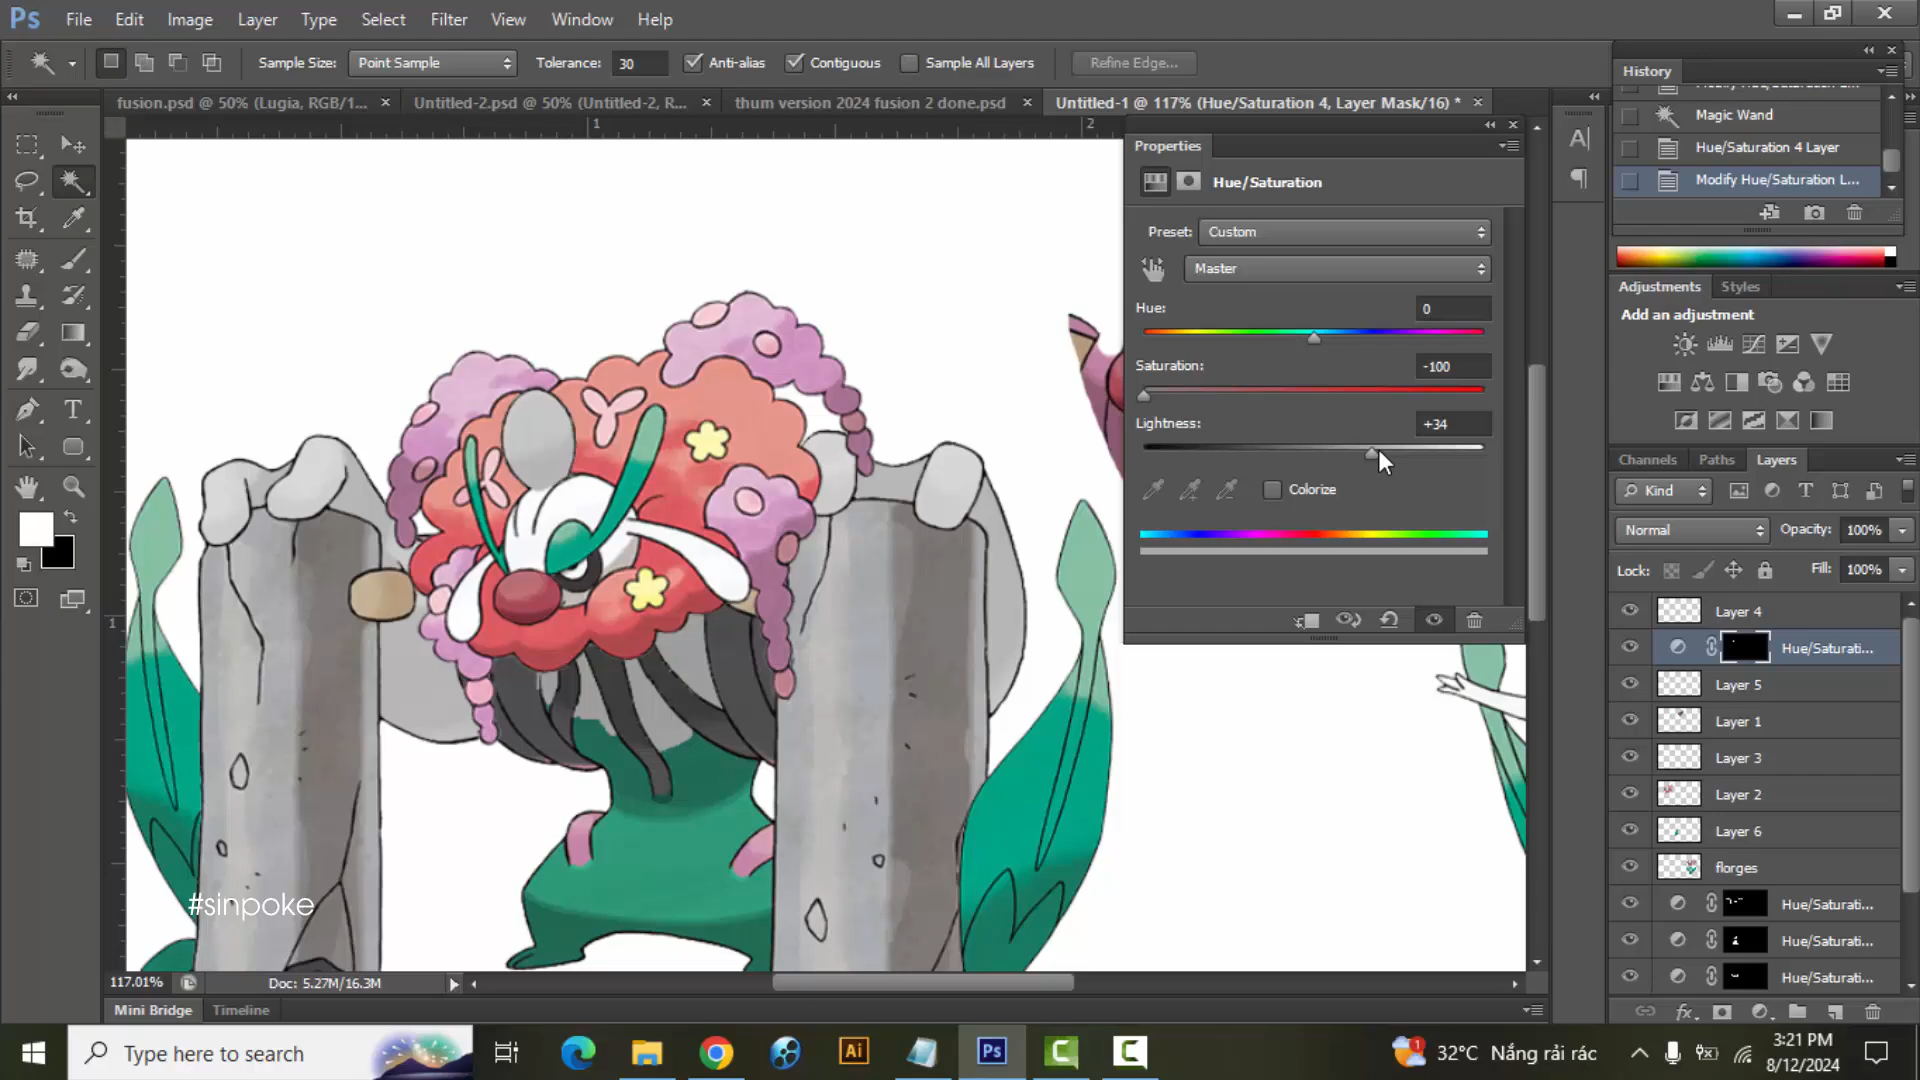 Ps File Edit Image Layer Type Select Filter View Window Help
Sample Size: Point Sample Tolerance: 30 Anti-alias Contiguous Sample All Layers Refine Edge...
fusion.psd @ 50% (Lugia, RGB/1... × Untitled-2.psd @ 50% (Untitled-2, R... × thum version 2024 fusion 2 done.psd × Untitled-1 @ 117% (Hue/Saturation 4, Layer Mask/16) * ×
1 2
1
Properties
Hue/Saturation
Preset: Custom
Master
Hue: 0
Saturation: -100
Lightness: +34
Colorize
History
Magic Wand
Hue/Saturation 4 Layer
Modify Hue/Saturation L...
Adjustments Styles
Add an adjustment
Channels Paths Layers
Kind
Normal Opacity: 100%
Lock: Fill: 100%
Layer 4
Hue/Saturati...
Layer 5
Layer 1
Layer 3
Layer 2
Layer 6
florges
Hue/Saturati...
Hue/Saturati...
Hue/Saturati...
#sinpoke
117.01% Doc: 5.27M/16.3M
Mini Bridge Timeline
Type here to search
Ai Ps
32°C Nắng rải rác
3:21 PM
8/12/2024